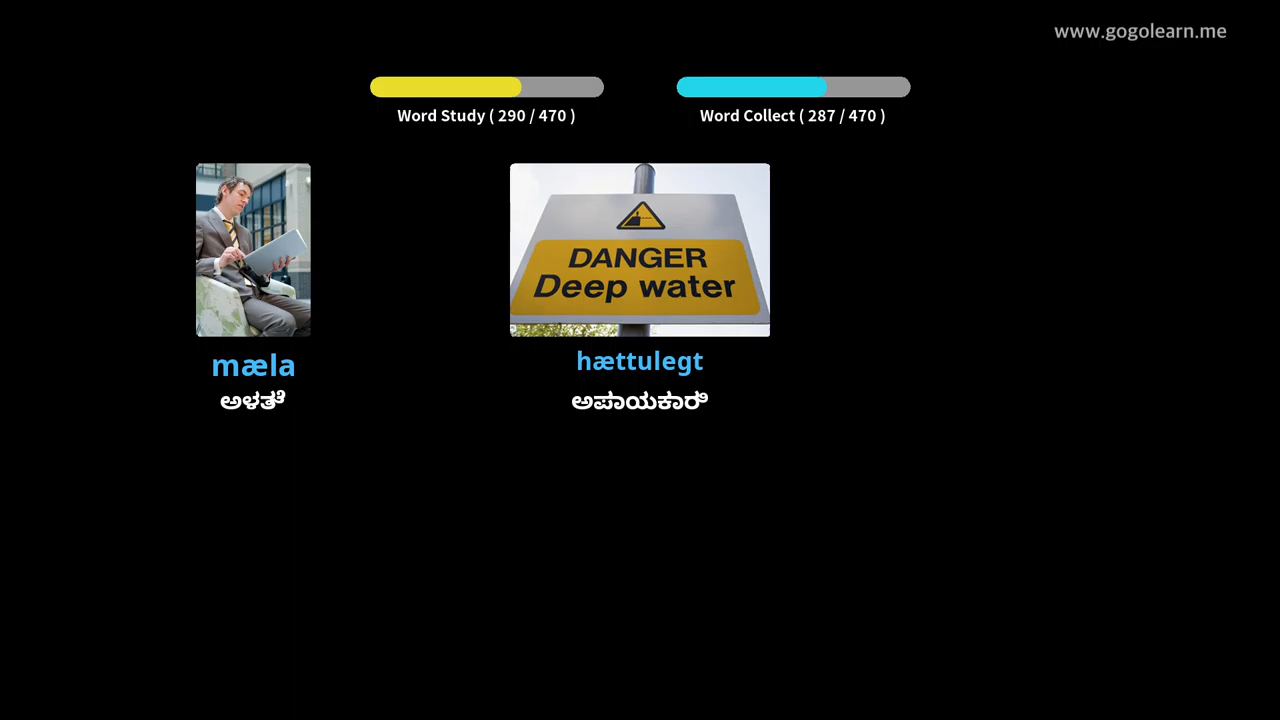 www.gogolearn.me
Word Study ( 290 / 470 )
Word Collect ( 287 / 470 )
DANGER
Deep water
mæla
hættulegt
ಅಳತೆ
ಅಪಾಯಕಾರಿ